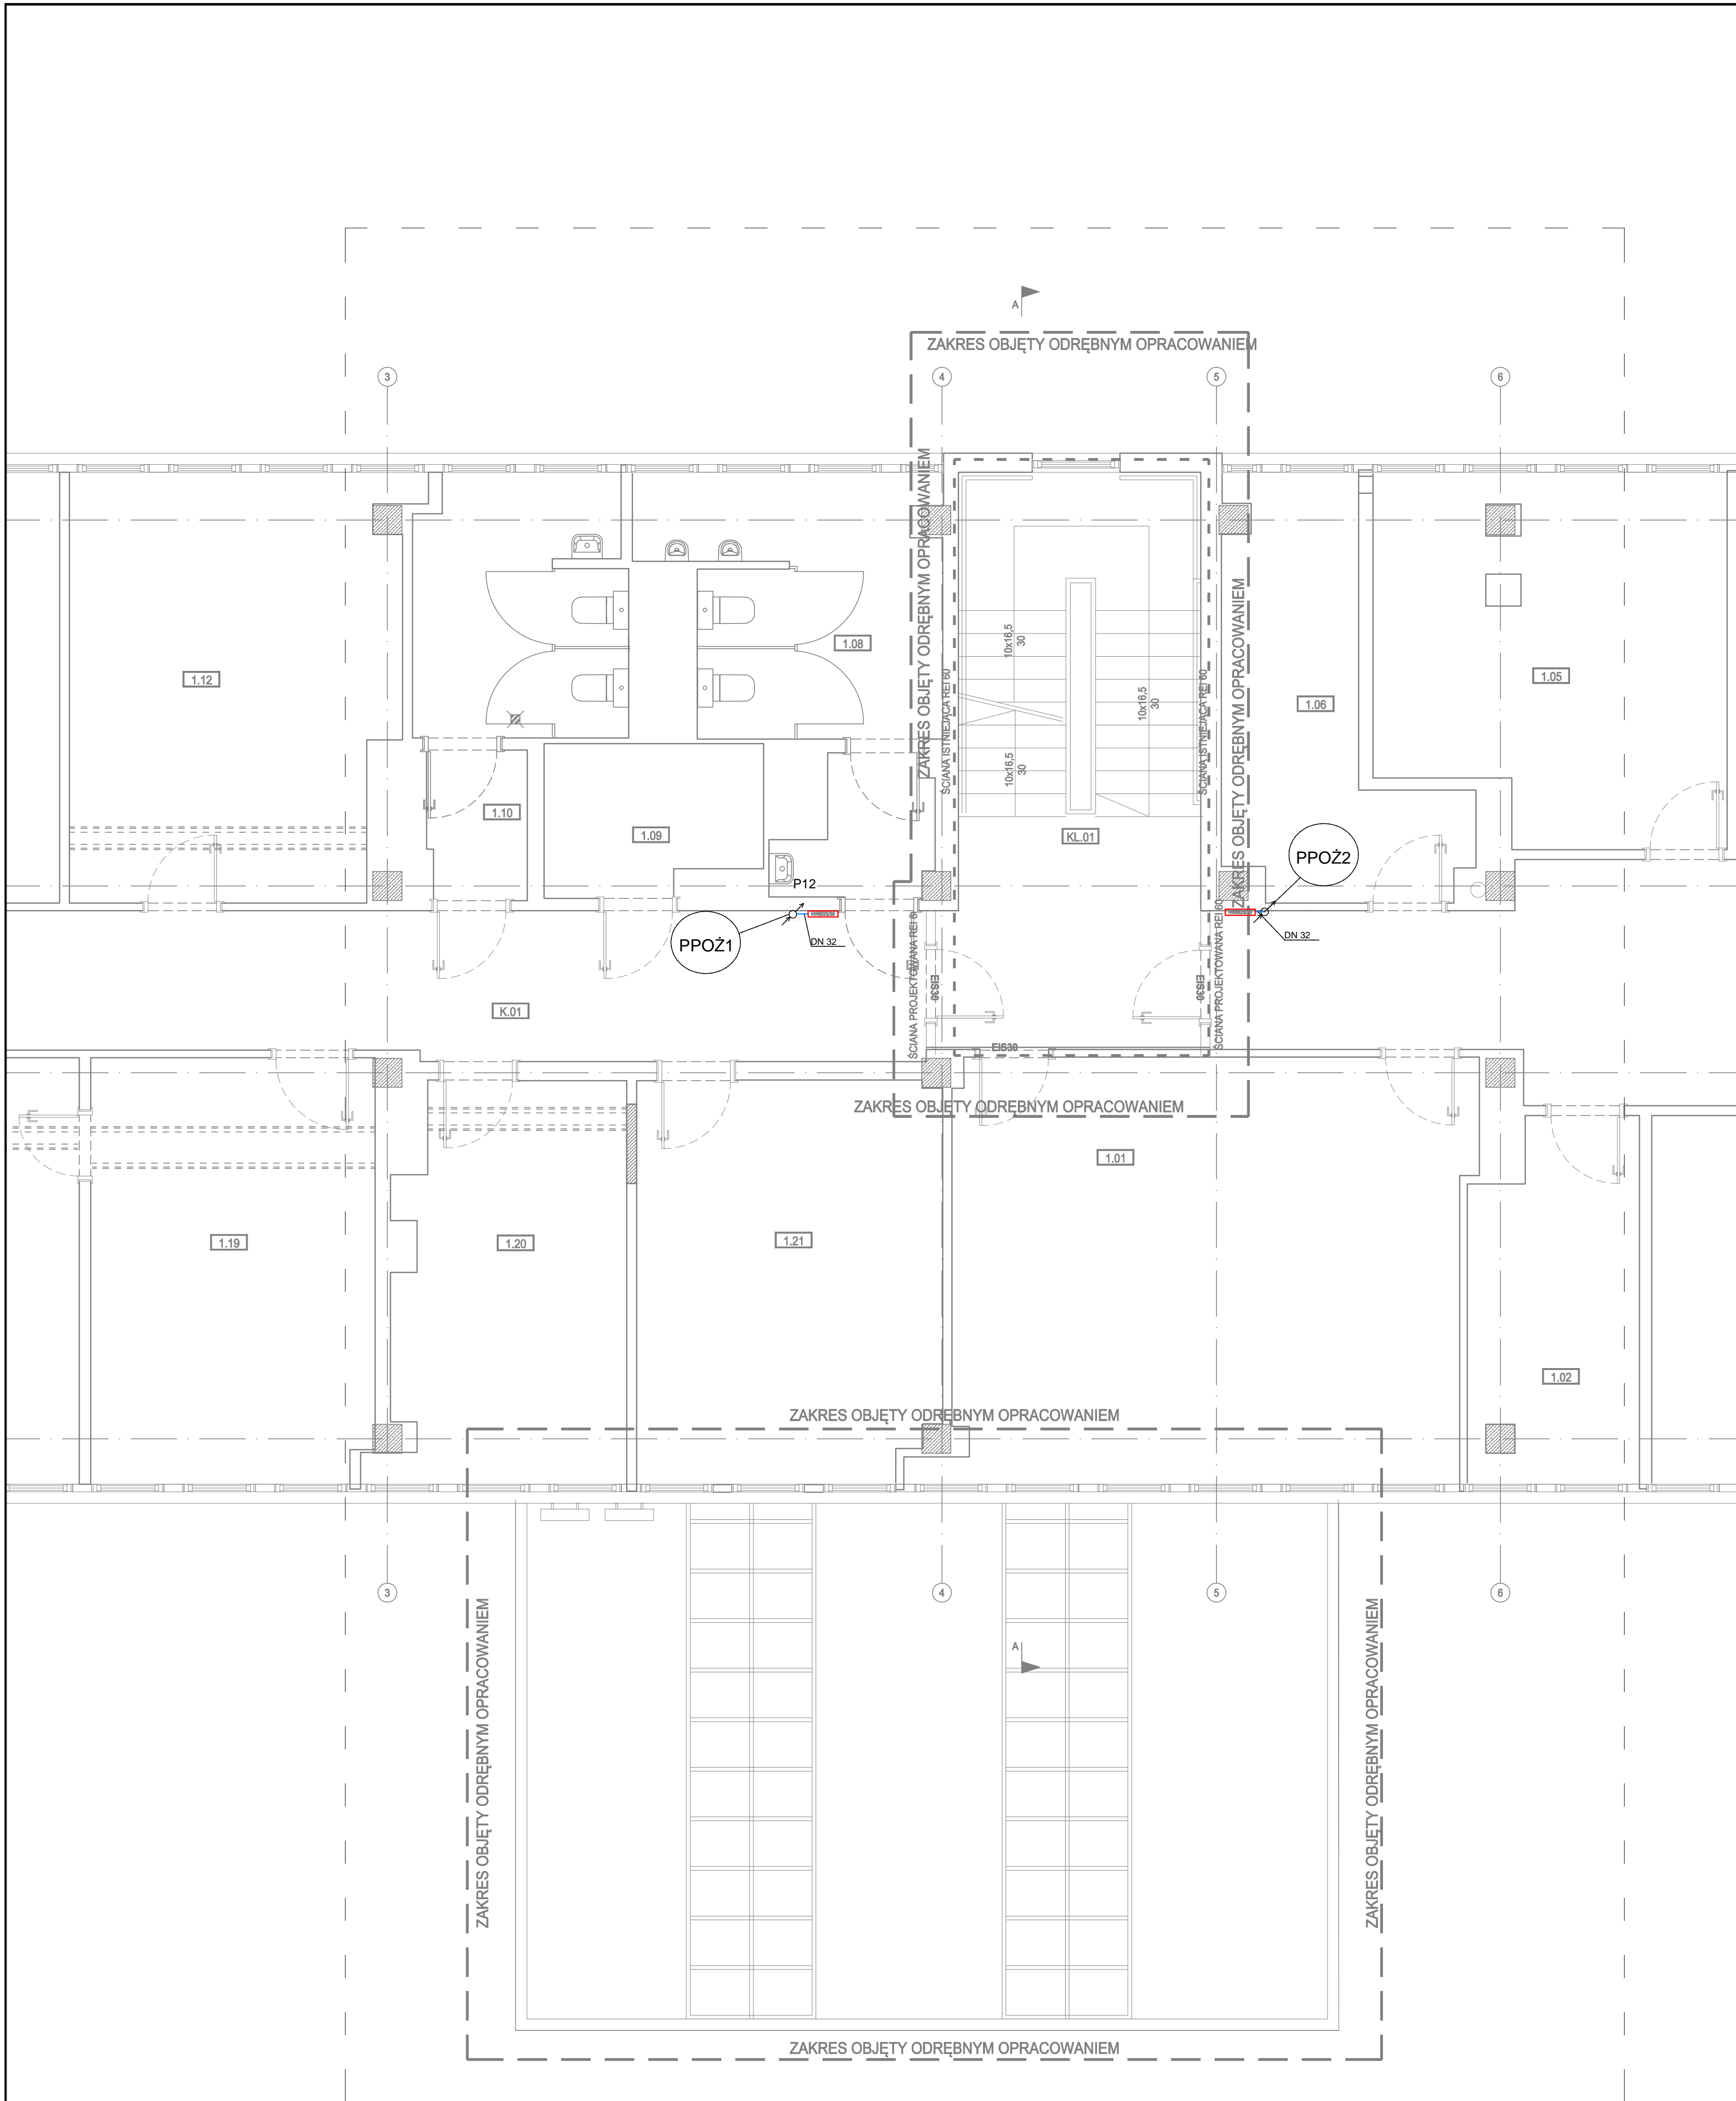 A
ZAKRES OBJĘTY ODRĘBNYM OPRACOWANIEM
3
4
5
6
ZAKRES OBJĘTY ODRĘBNYM OPRACOWANIEM
ZAKRES OBJĘTY ODRĘBNYM OPRACOWANIEM
ŚCIANA ISTNIEJĄCA REI 60
ŚCIANA ISTNIEJĄCA REI 60
10x16,5
30
10x16,5
30
10x16,5
30
1.08
1.12
1.05
1.06
1.10
1.09
KL.01
PPOŻ2
P12
PPOŻ1
DN 32
DN 32
ŚCIANA PROJEKTOWANA REI 6
ŚCIANA PROJEKTOWANA REI 60
EIS30
EIS30
K.01
EIS30
ZAKRES OBJĘTY ODRĘBNYM OPRACOWANIEM
1.01
1.19
1.20
1.21
1.02
ZAKRES OBJĘTY ODRĘBNYM OPRACOWANIEM
3
4
5
6
ZAKRES OBJĘTY ODRĘBNYM OPRACOWANIEM
ZAKRES OBJĘTY ODRĘBNYM OPRACOWANIEM
A
ZAKRES OBJĘTY ODRĘBNYM OPRACOWANIEM